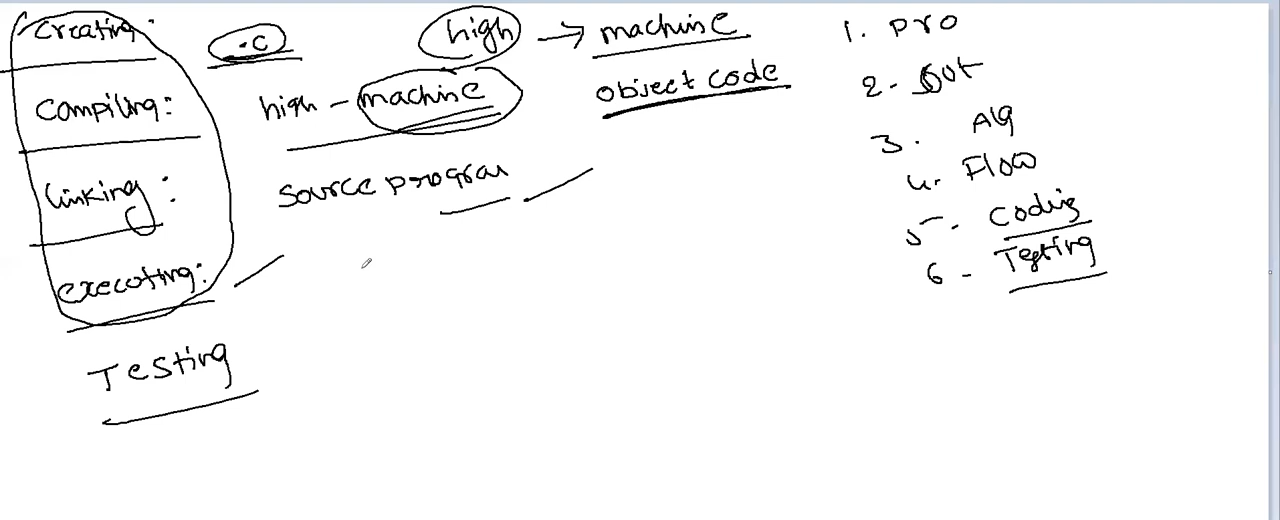 Creating:
.C
high → machine
object code
Compiling:
high - machine
Linking:
Source program
executing:
Testing
1. pro
2.
3. Alg
4. Flow
5. Coding
6 - Testing